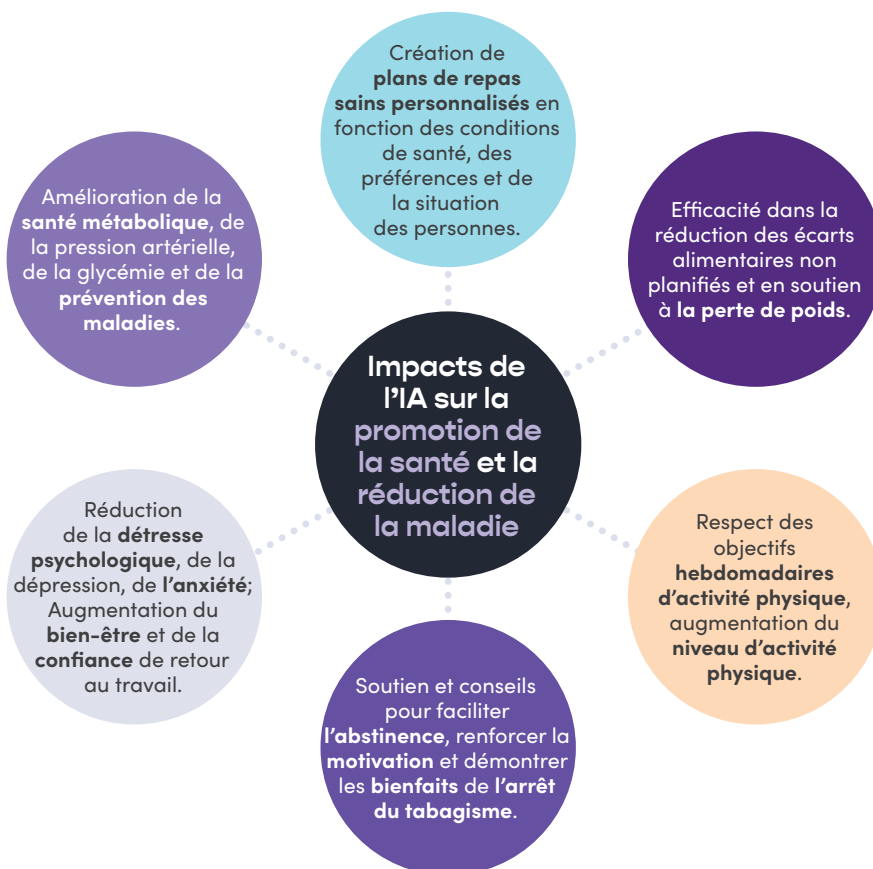 Création de
plans de repas
sains personnalisés en
fonction des conditions
de santé, des
préférences et de
la situation
des personnes.
Amélioration de la
santé métabolique, de
la pression artérielle,
de la glycémie et de la
prévention des
maladies.
Efficacité dans la
réduction des écarts
alimentaires non
planifiés et en soutien
à la perte de poids.
Impacts de
l'IA sur la
promotion de
la santé et la
réduction de
la maladie
Réduction
de la détresse
psychologique, de la
dépression, de l'anxiété;
Augmentation du
bien-être et de la
confiance de retour
au travail.
Respect des
objectifs
hebdomadaires
d'activité physique,
augmentation du
niveau d'activité
physique.
Soutien et conseils
pour faciliter
l'abstinence, renforcer la
motivation et démontrer
les bienfaits de l'arrêt
du tabagisme.